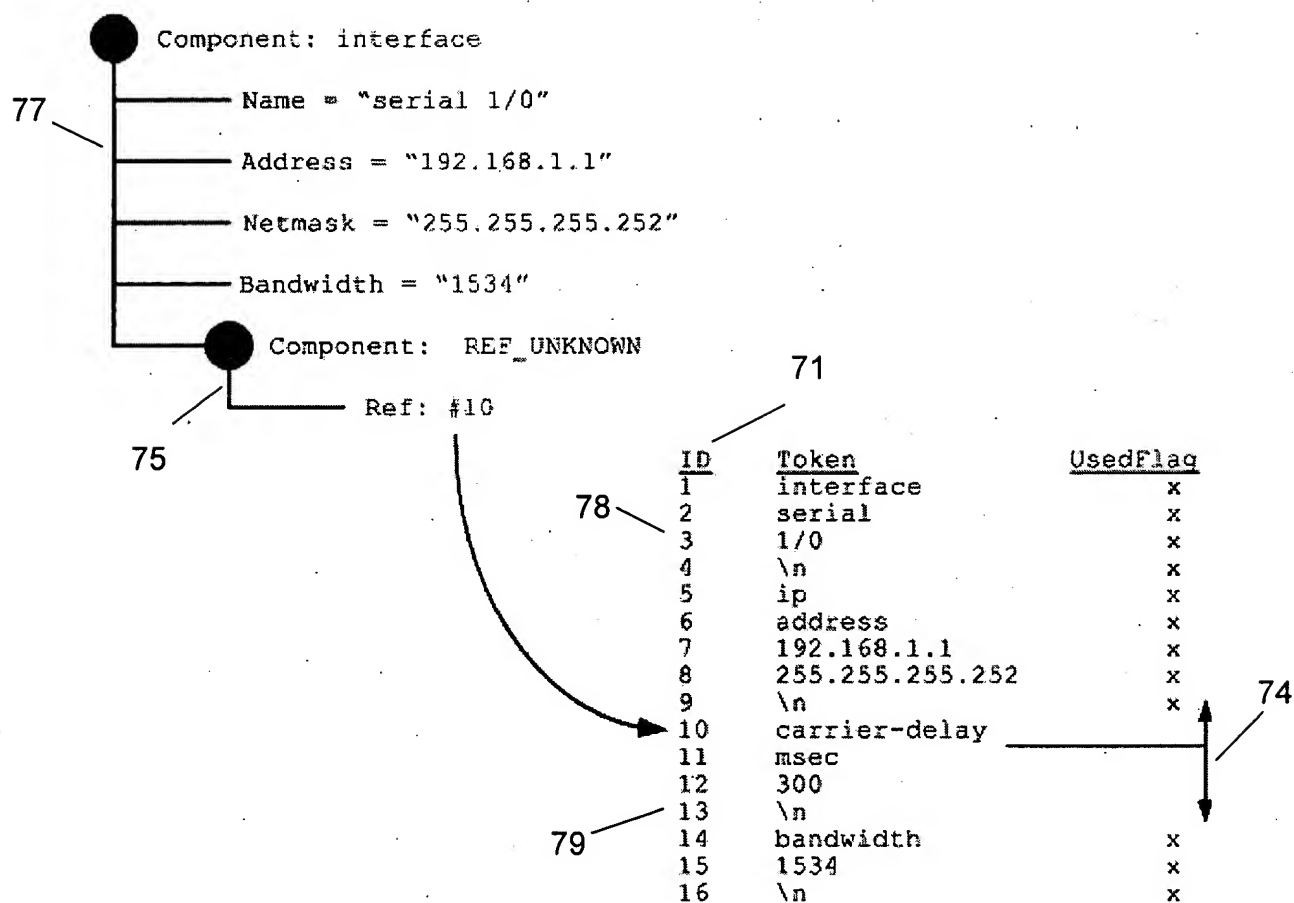 Component: interface
77
Name = "serial 1/0"
Address = "192.168.1.1"
Netmask = "255.255.255.252"
Bandwidth = "1534"
Component: REF_UNKNOWN
75
Ref: #10
71
ID Token UsedFlag
1 interface x
78
2 serial x
3 1/0 x
4 \n x
5 ip x
6 address x
7 192.168.1.1 x
8 255.255.255.252 x
9 \n x
74
10 carrier-delay
11 msec
12 300
13 \n
79
14 bandwidth x
15 1534 x
16 \n x